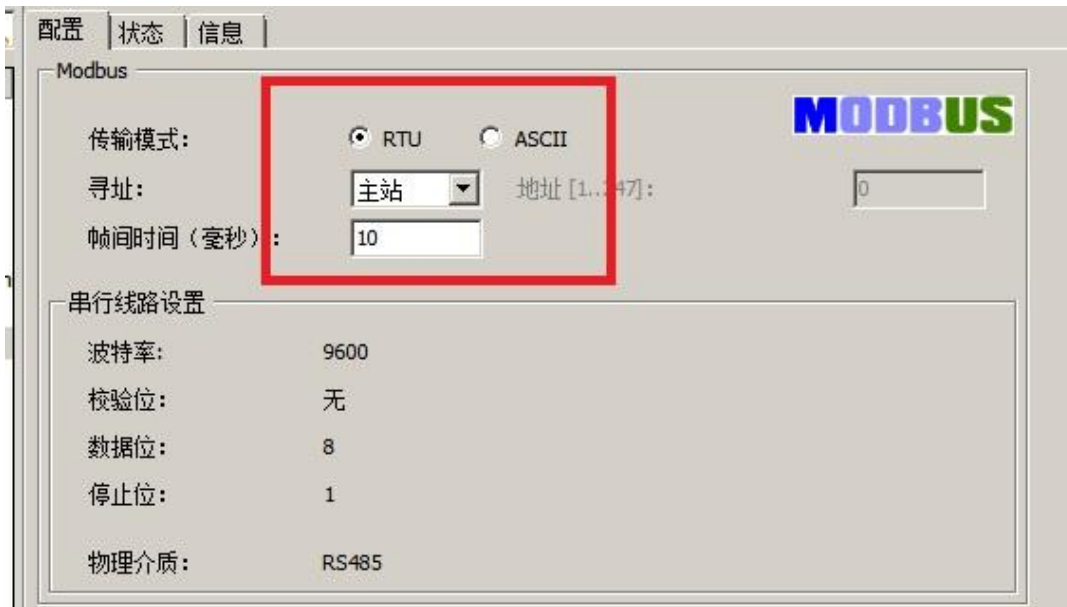 配置 状态 信息
Modbus
MODBUS
传输模式： RTU ASCII
寻址： 主站 地址 [1..247]： 0
帧间时间（毫秒）： 10
串行线路设置
波特率: 9600
校验位： 无
数据位： 8
停止位： 1
物理介质： RS485